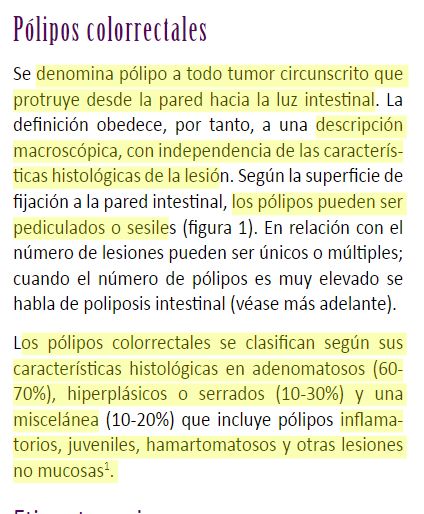 Pólipos colorrectales
Se denomina pólipo a todo tumor circunscrito que
protruye desde la pared hacia la luz intestinal. La
definición obedece, por tanto, a una descripción
macroscópica, con independencia de las caracterís-
ticas histológicas de la lesión. Según la superficie de
fijación a la pared intestinal, los pólipos pueden ser
pediculados o sesiles (figura 1). En relación con el
número de lesiones pueden ser únicos o múltiples;
cuando el número de pólipos es muy elevado se
habla de poliposis intestinal (véase más adelante).
Los pólipos colorrectales se clasifican según sus
características histológicas en adenomatosos (60-
70%), hiperplásicos o serrados (10-30%) y una
miscelánea (10-20%) que incluye pólipos inflama-
torios, juveniles, hamartomatosos y otras lesiones
no mucosas¹.